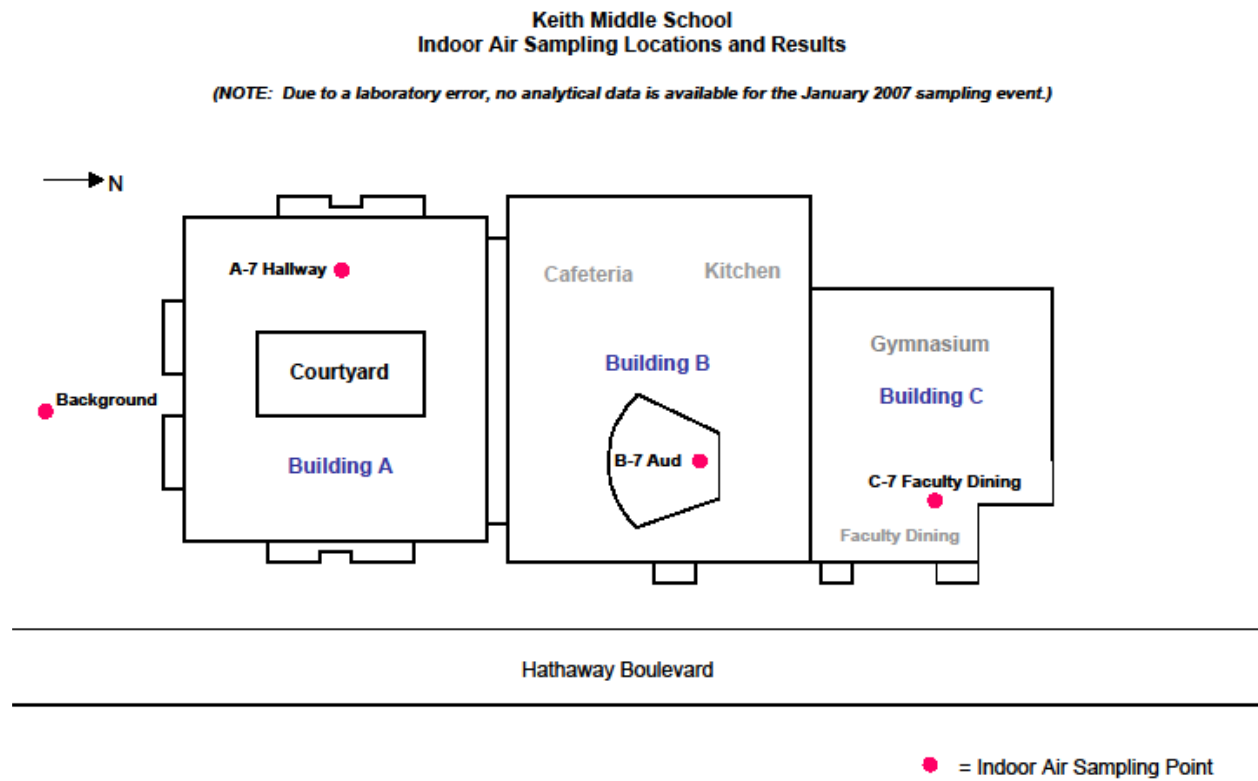 Keith Middle School
Indoor Air Sampling Locations and Results
(NOTE:  Due to a laboratory error, no analytical data is available for the January 2007 sampling event.)
N
A-7 Hallway
Cafeteria
Kitchen
Gymnasium
Courtyard
Building B
Building C
Background
Building A
B-7 Aud
C-7 Faculty Dining
Faculty Dining
Hathaway Boulevard
= Indoor Air Sampling Point